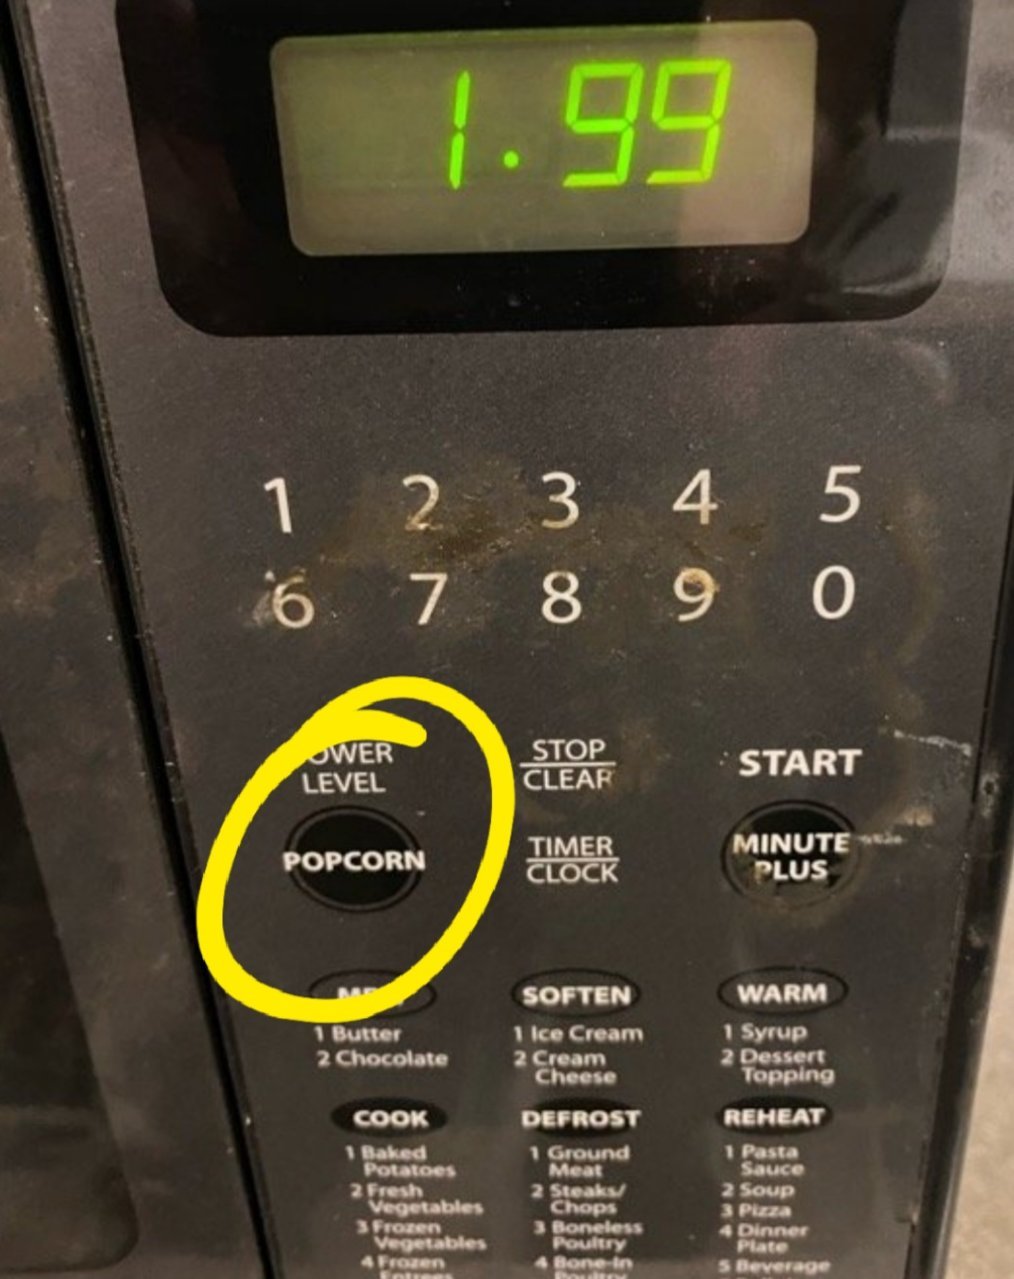 1.99
1 2 3 4 5
6 7 8 9 0
OWER
LEVEL
STOP
CLEAR
START
POPCORN
TIMER
CLOCK
MINUTE
PLUS
SOFTEN
WARM
1 Butter
2 Chocolate
1 Ice Cream
2 Cream
Cheese
1 Syrup
2 Dessert
Topping
COOK
DEFROST
REHEAT
1 Baked
Potatoes
2 Fresh
Vegetables
3 Frozen
Vegetables
4 Frozen
1 Ground
Meat
2 Steaks/
Chops
3 Boneless
Poultry
4 Bone-In
Poultry
1 Pasta
Sauce
2 Soup
3 Pizza
4 Dinner
Plate
5 Beverage